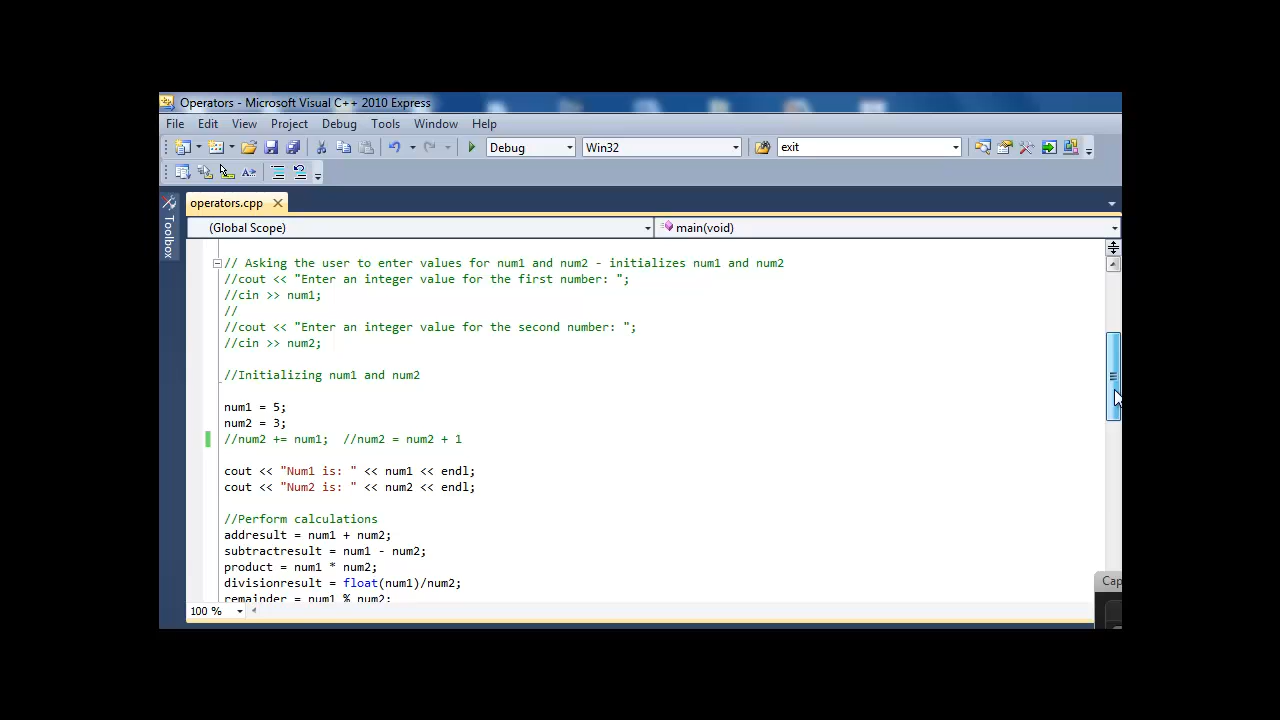 Operators - Microsoft Visual C++ 2010 Express
File Edit View Project Debug Tools Window Help
Debug Win32 exit
operators.cpp
Toolbox
(Global Scope) main(void)
// Asking the user to enter values for num1 and num2 - initializes num1 and num2
//cout << "Enter an integer value for the first number: ";
//cin >> num1;
//
//cout << "Enter an integer value for the second number: ";
//cin >> num2;
//Initializing num1 and num2
num1 = 5;
num2 = 3;
//num2 += num1;  //num2 = num2 + 1
cout << "Num1 is: " << num1 << endl;
cout << "Num2 is: " << num2 << endl;
//Perform calculations
addresult = num1 + num2;
subtractresult = num1 - num2;
product = num1 * num2;
divisionresult = float(num1)/num2;
remainder = num1 % num2;
100 %
Cap